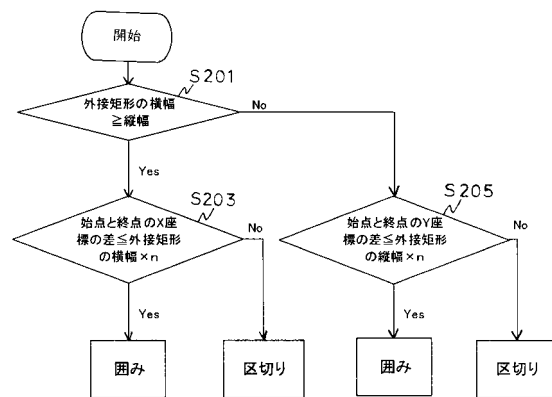 開始
S201
外接矩形の横幅
≧縦幅
No
Yes
S203
始点と終点のX座
標の差≦外接矩形
の横幅×n
No
Yes
囲み
区切り
S205
始点と終点のY座
標の差≦外接矩形
の縦幅×n
No
Yes
囲み
区切り